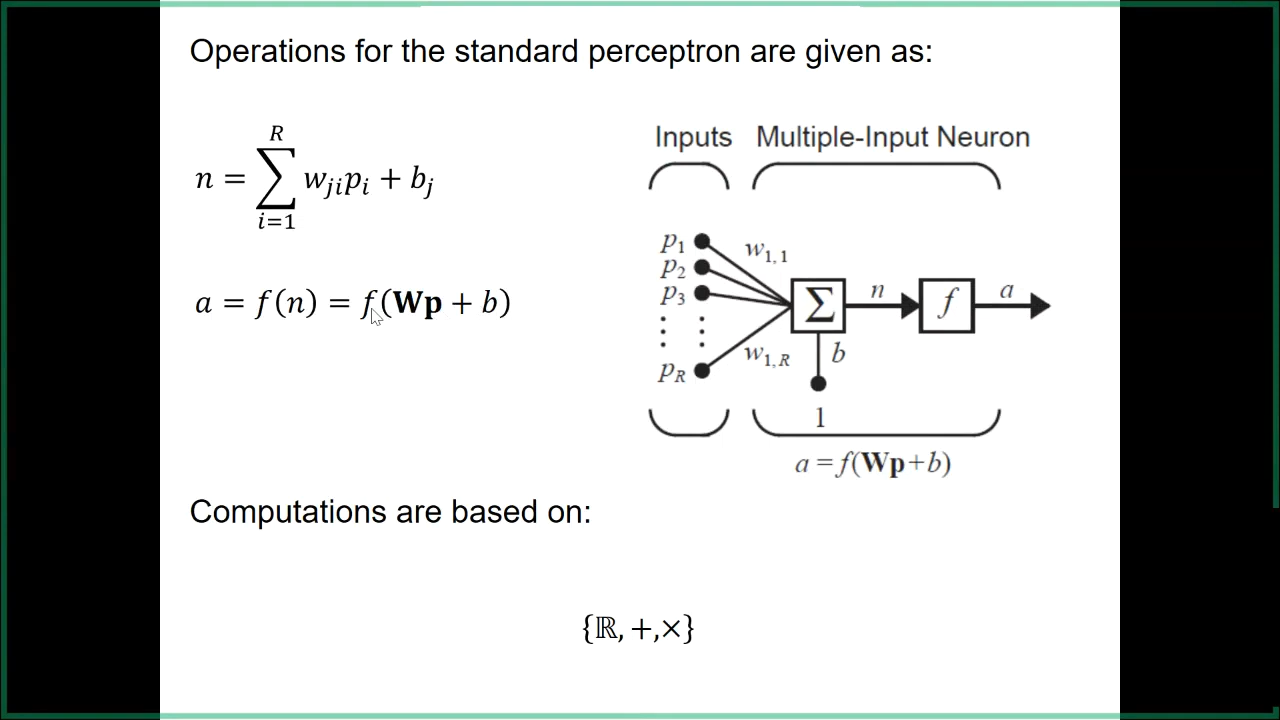 Operations for the standard perceptron are given as:
R
n = ∑ w_{ji}p_i + b_j
i=1
a = f(n) = f(𝐖𝐩 + b)
Inputs Multiple-Input Neuron
p_1 w_{1,1}
p_2
p_3
∑ n f a
p_R w_{1,R} b
1
a = f(𝐖𝐩+b)
Computations are based on:
{ℝ, +,×}